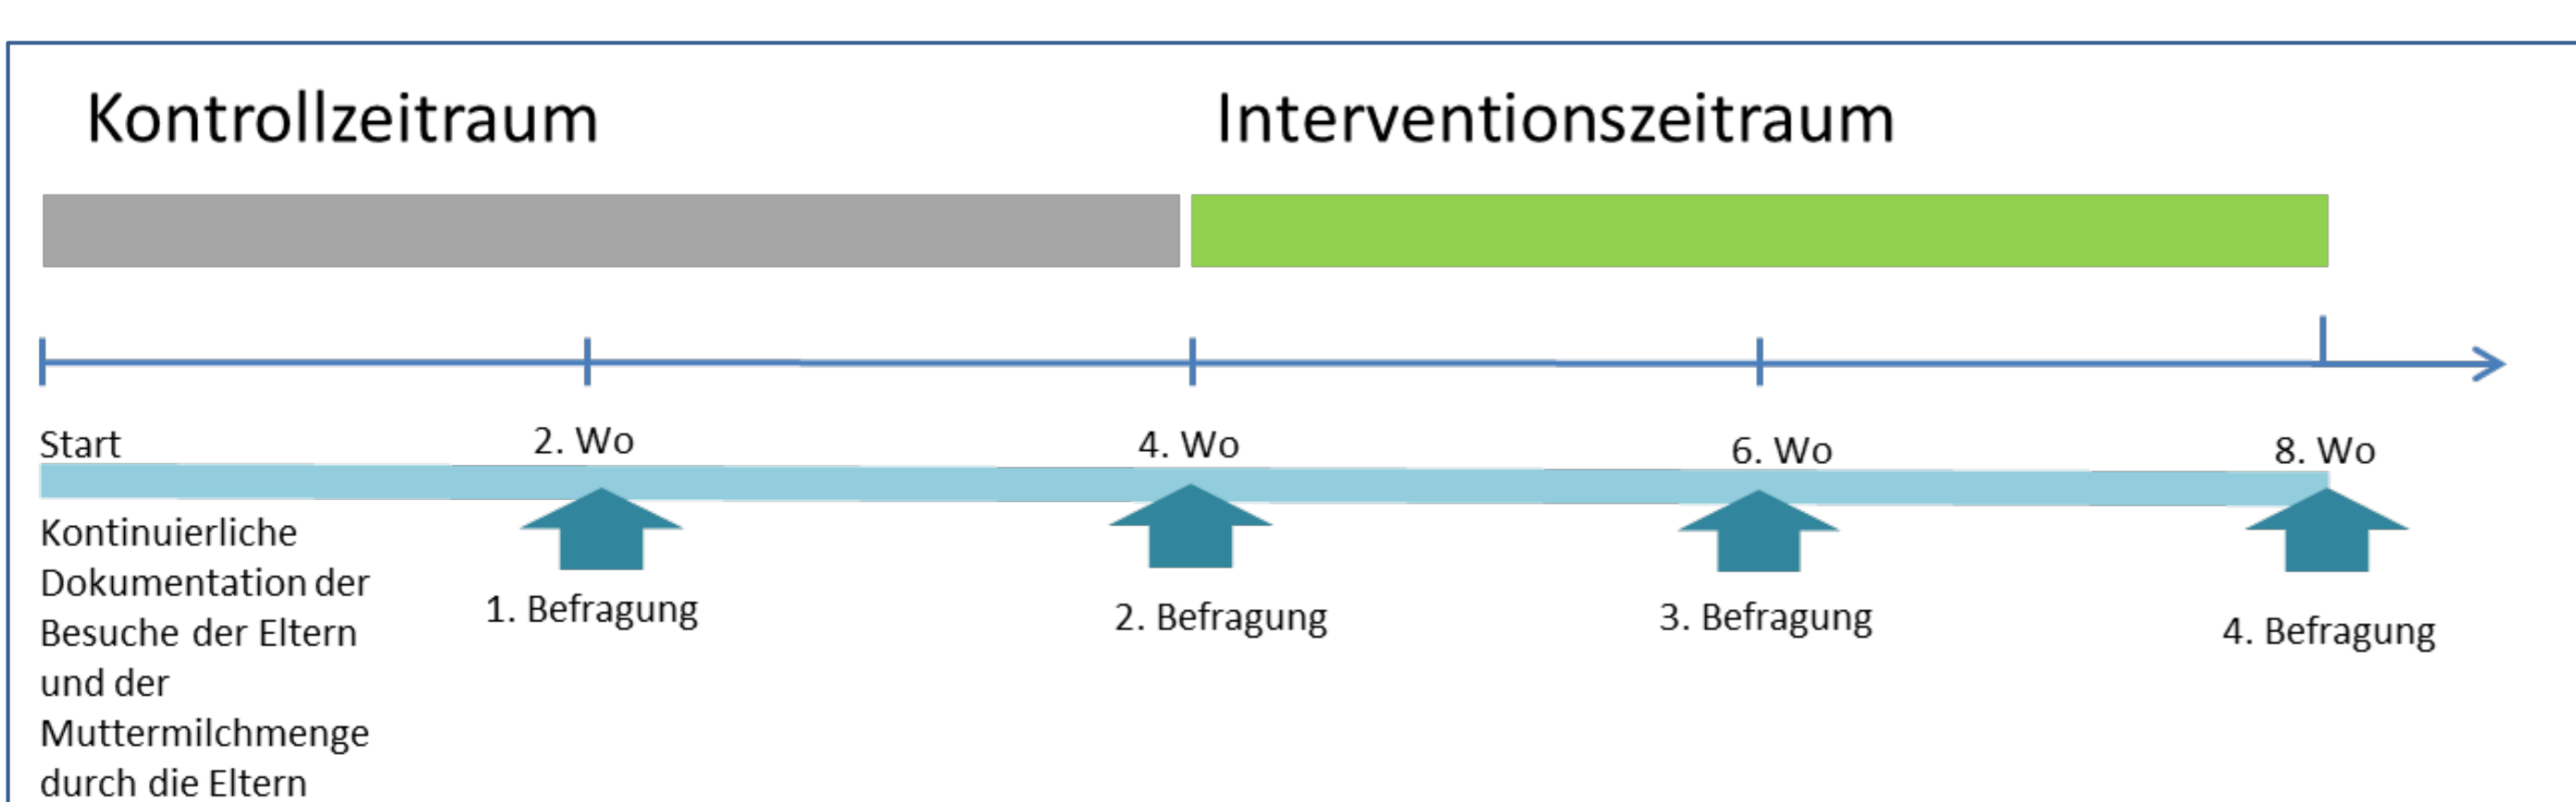 Kontrollzeitraum
Interventionszeitraum
Start
2. Wo
4. Wo
6. Wo
8. Wo
Kontinuierliche
Dokumentation der
Besuche der Eltern
und der
Muttermilchmenge
durch die Eltern
1. Befragung
2. Befragung
3. Befragung
4. Befragung